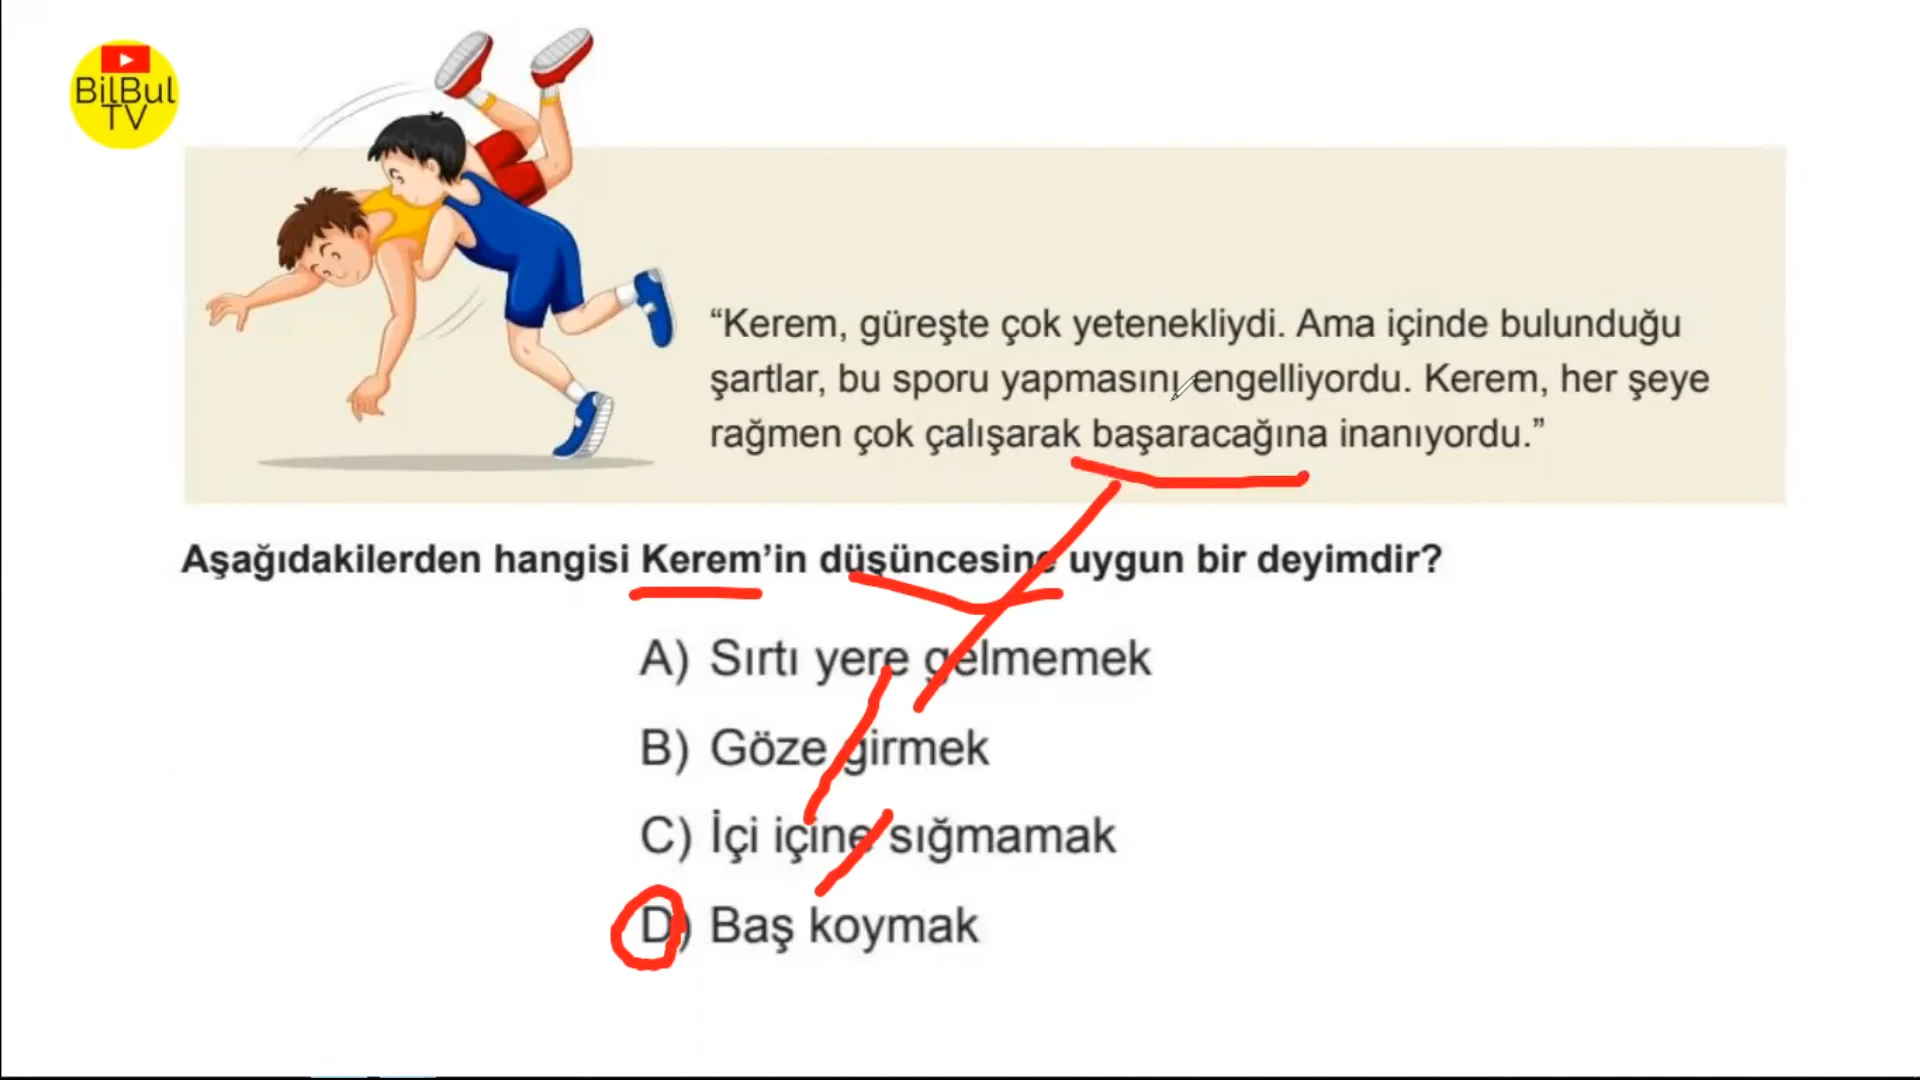 BilBul
TV
“Kerem, güreşte çok yetenekliydi. Ama içinde bulunduğu
şartlar, bu sporu yapmasını engelliyordu. Kerem, her şeye
rağmen çok çalışarak başaracağına inanıyordu.”
Aşağıdakilerden hangisi Kerem’in düşüncesine uygun bir deyimdir?
A) Sırtı yere gelmemek
B) Göze girmek
C) İçi içine sığmamak
D) Baş koymak